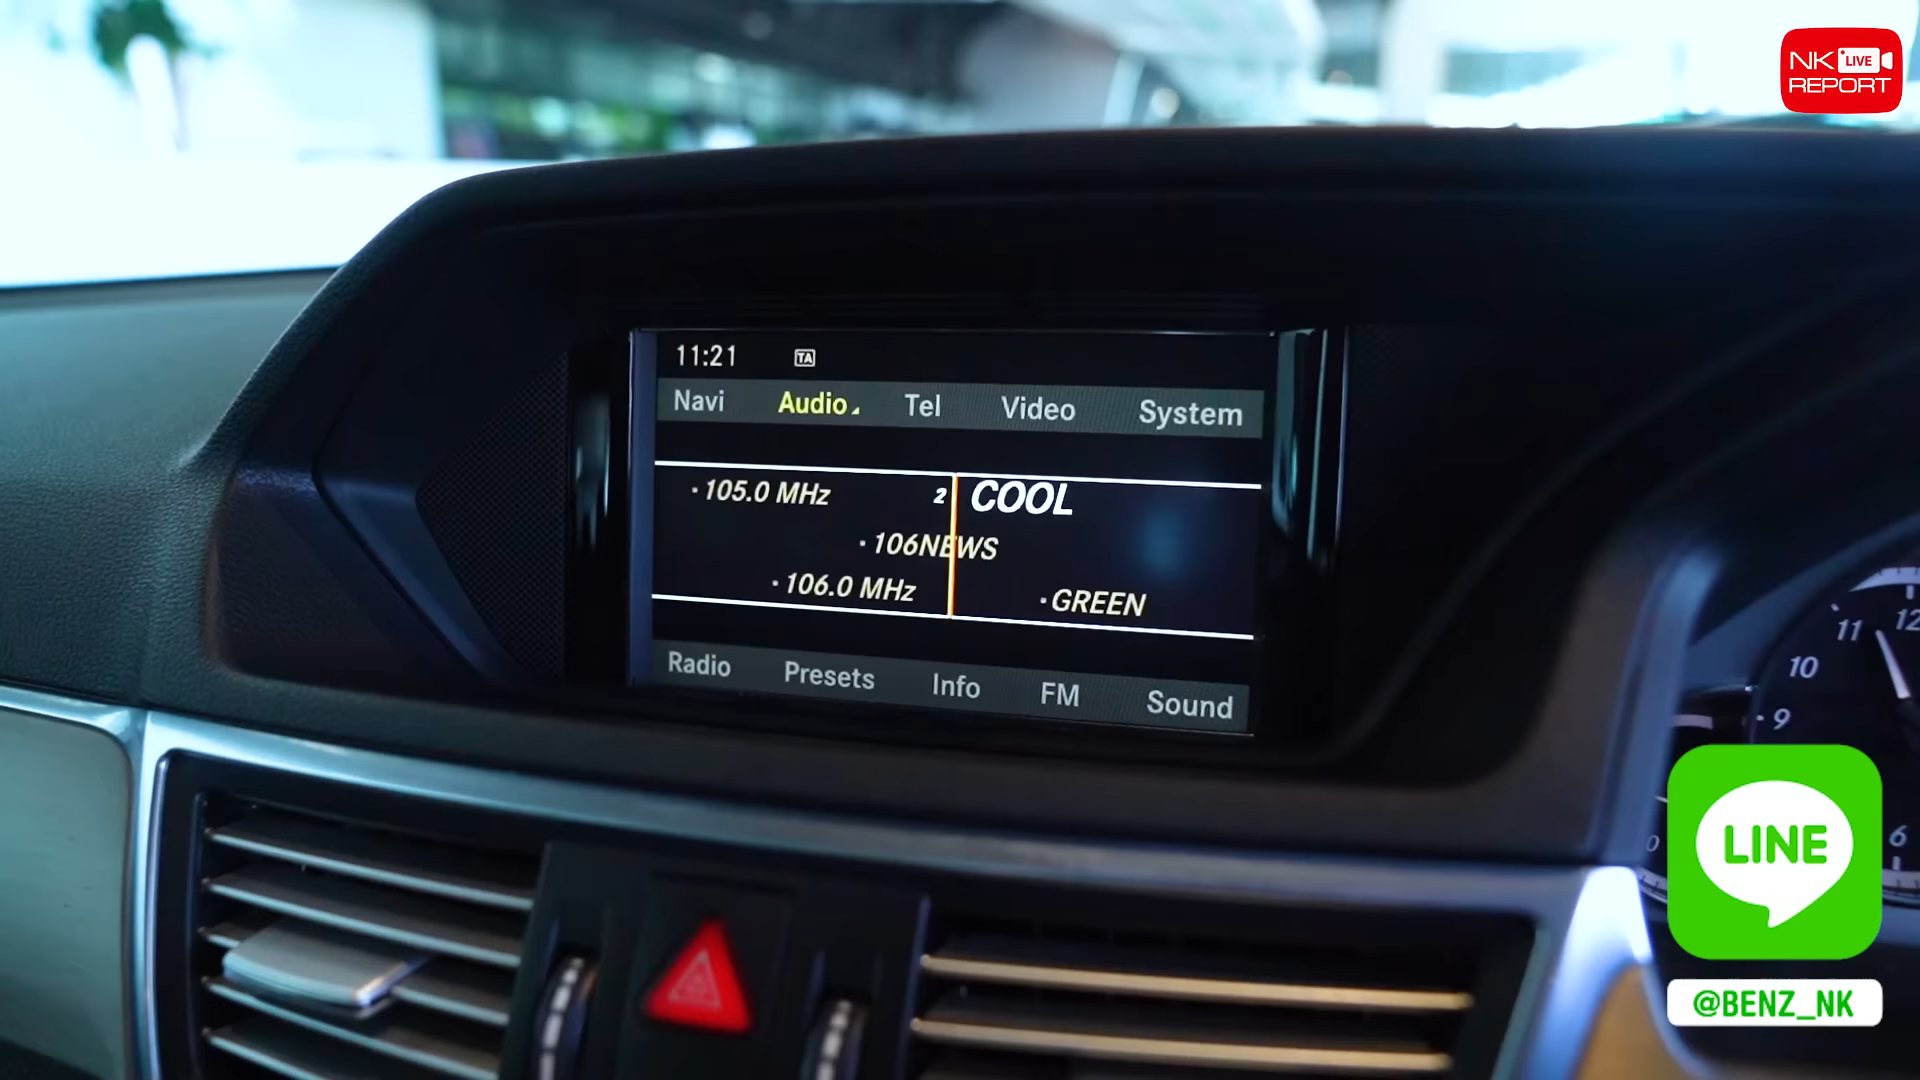 NK LIVE
REPORT
11:21 TA
Navi Audio Tel Video System
105.0 MHz 2 COOL
106NEWS
106.0 MHz GREEN
Radio Presets Info FM Sound
12
11
10
9
6
LINE
@BENZ_NK